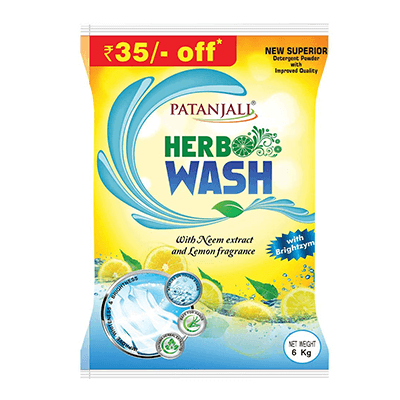 ₹35/- off*
NEW SUPERIOR
Detergent Powder
with
Improved Quality
PATANJALI®
HERBO
WASH
With Neem extract
and Lemon fragrance
with
Brightzym
NET WEIGHT
6 Kg